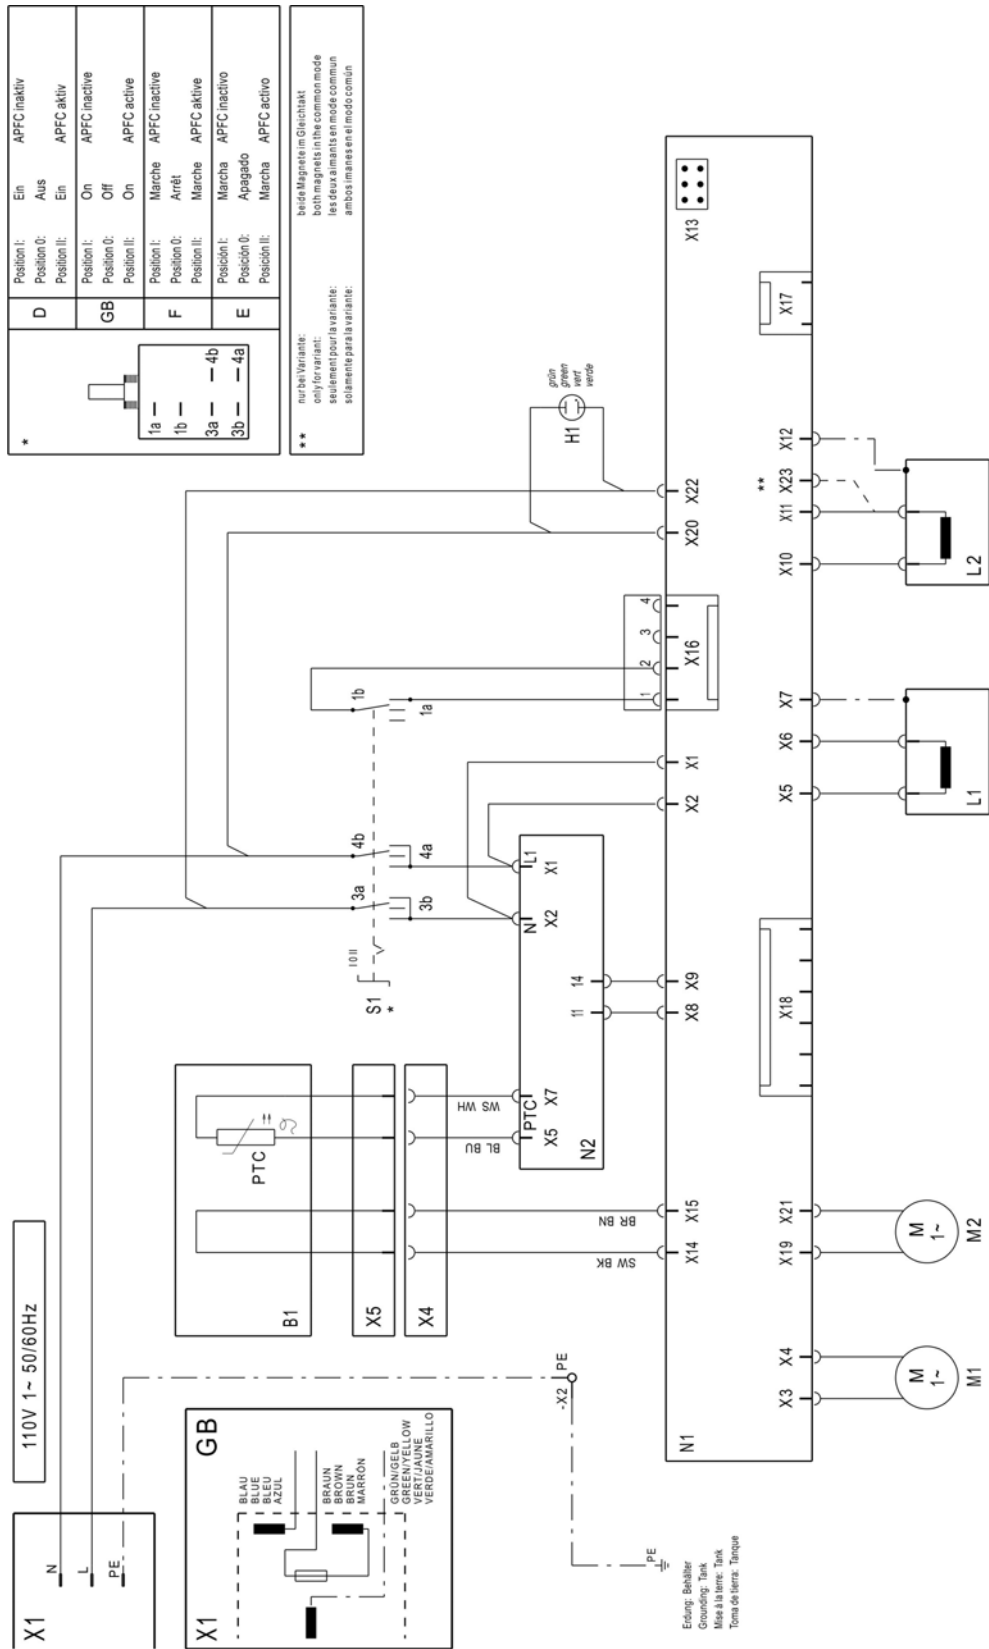 X1
N
L
PE
110V 1~ 50/60Hz
X1
GB
BLAU
BLUE
BLEU
AZUL
BRAUN
BROWN
BRUN
MARRÓN
GRÜN/GELB
GREEN/YELLOW
VERT/JAUNE
VERDE/AMARILLO
B1
PTC
X5
X4
SW BK
BR BN
BL BU
WS WH
-X2
PE
PE
Erdung: Behälter
Grounding: Tank
Mise à la terre: Tank
Toma de tierra: Tanque
S1
*
I 0 II
3a
3b
4b
4a
1b
1a
N2
PTC
X5
X7
11
14
N
X2
L1
X1
N1
X14
X15
X8
X9
X2
X1
X16
1
2
3
4
X20
X22
X13
H1
grün
green
vert
verde
X3
X4
X19
X21
X18
X5
X6
X7
X10
X11
X23
**
X12
X17
M
1~
M1
M
1~
M2
L1
L2
*
1a
1b
3a
4b
3b
4a
D
Position I: Ein APFC inaktiv
Position 0: Aus
Position II: Ein APFC aktiv
GB
Position I: On APFC inactive
Position 0: Off
Position II: On APFC active
F
Position I: Marche APFC inactive
Position 0: Arrêt
Position II: Marche APFC aktive
E
Posición I: Marcha APFC inactivo
Posición 0: Apagado
Posición II: Marcha APFC activo
**
nur bei Variante: beide Magnete im Gleichtakt
only for variant: both magnets in the common mode
seulement pour la variante: les deux aimants en mode commun
solamente para la variante: ambos imanes en el modo común